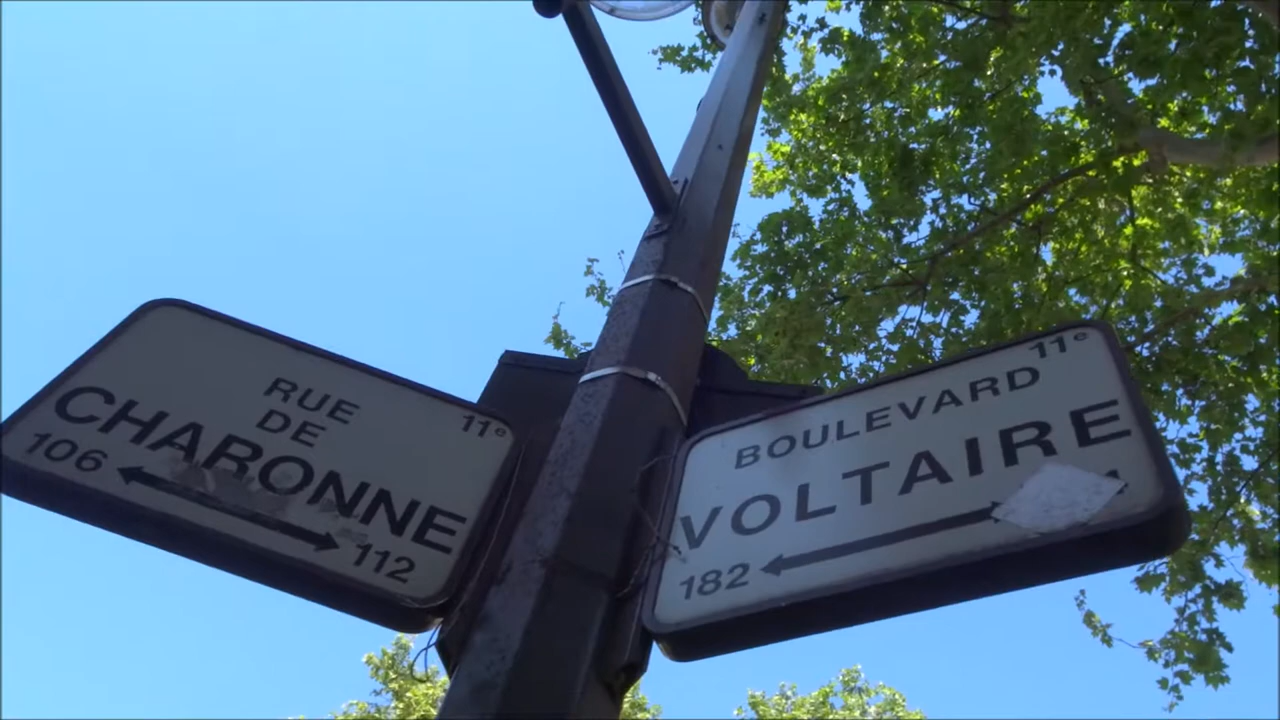 11e
RUE
DE
CHARONNE
106 112
11e
BOULEVARD
VOLTAIRE
182